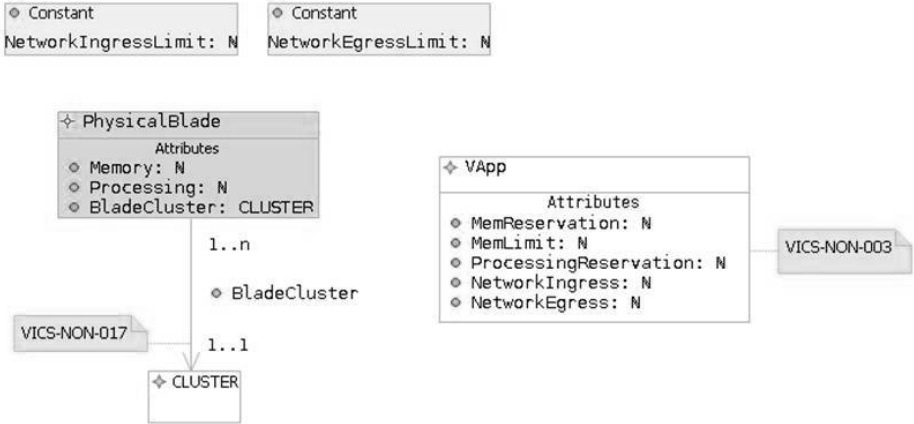 Constant
NetworkIngressLimit: ℕ
Constant
NetworkEgressLimit: ℕ
PhysicalBlade
Attributes
Memory: ℕ
Processing: ℕ
BladeCluster: CLUSTER
1..n
BladeCluster
VICS-NON-017
1..1
CLUSTER
VApp
Attributes
MemReservation: ℕ
MemLimit: ℕ
ProcessingReservation: ℕ
NetworkIngress: ℕ
NetworkEgress: ℕ
VICS-NON-003